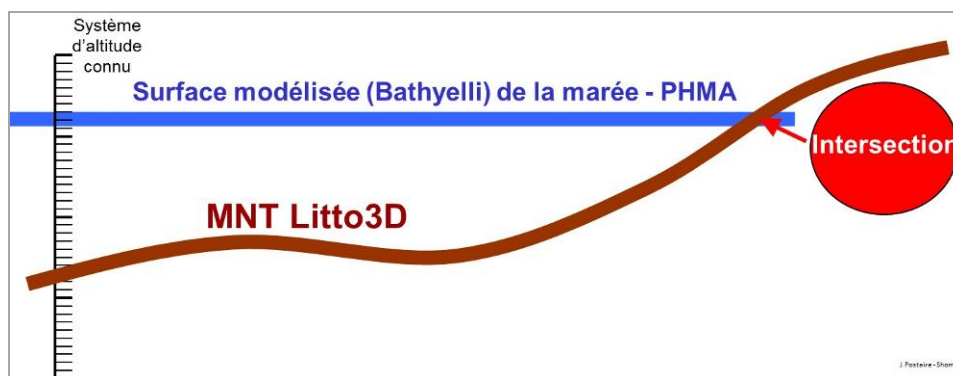 Système
d'altitude
connu
Surface modélisée (Bathyelli) de la marée - PHMA
Intersection
MNT Litto3D
J.Posteire-Shom